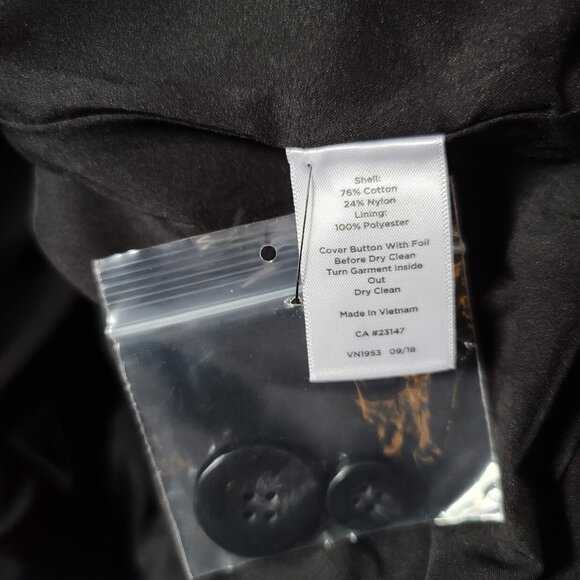 Shell:
76% Cotton
24% Nylon
Lining:
100% Polyester
Cover Button With Foil
Before Dry Clean
Turn Garment Inside
Out
Dry Clean
Made In Vietnam
CA #23147
VN1953 09/18